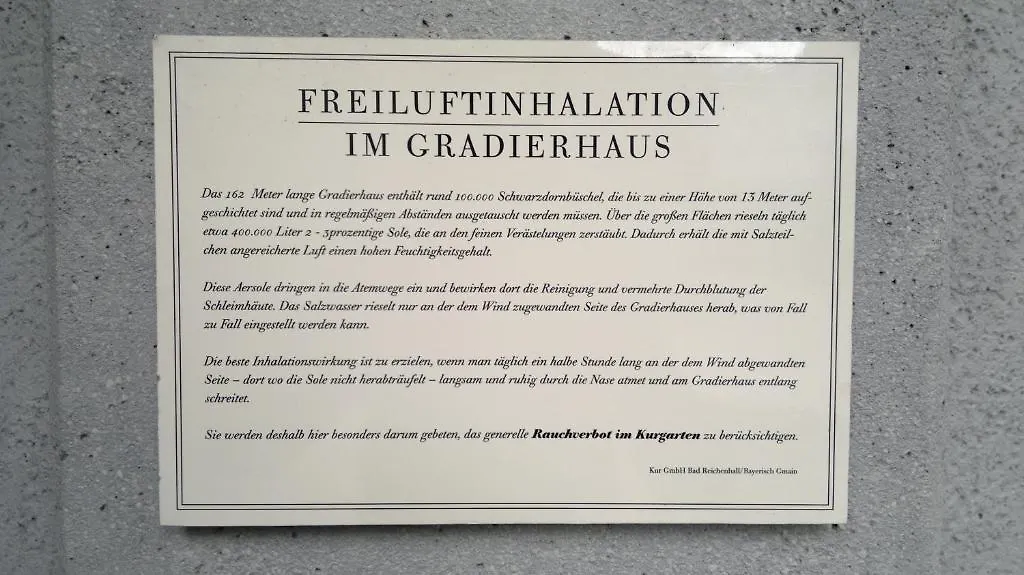 FREILUFTINHALATION
IM GRADIERHAUS
Das 162 Meter lange Gradierhaus enthält rund 100.000 Schwarzdornbüschel, die bis zu einer Höhe von 13 Meter auf-
geschichtet sind und in regelmäßigen Abständen ausgetauscht werden müssen. Über die großen Flächen rieseln täglich
etwa 400.000 Liter 2 - 3prozentige Sole, die an den feinen Verästelungen zerstäubt. Dadurch erhält die mit Salzteil-
chen angereicherte Luft einen hohen Feuchtigkeitsgehalt.
Diese Aersole dringen in die Atemwege ein und bewirken dort die Reinigung und vermehrte Durchblutung der
Schleimhäute. Das Salzwasser rieselt nur an der dem Wind zugewandten Seite des Gradierhauses herab, was von Fall
zu Fall eingestellt werden kann.
Die beste Inhalationswirkung ist zu erzielen, wenn man täglich ein halbe Stunde lang an der dem Wind abgewandten
Seite – dort wo die Sole nicht herabträufelt – langsam und ruhig durch die Nase atmet und am Gradierhaus entlang
schreitet.
Sie werden deshalb hier besonders darum gebeten, das generelle Rauchverbot im Kurgarten zu berücksichtigen.
Kur GmbH Bad Reichenhall/Bayerisch Gmain